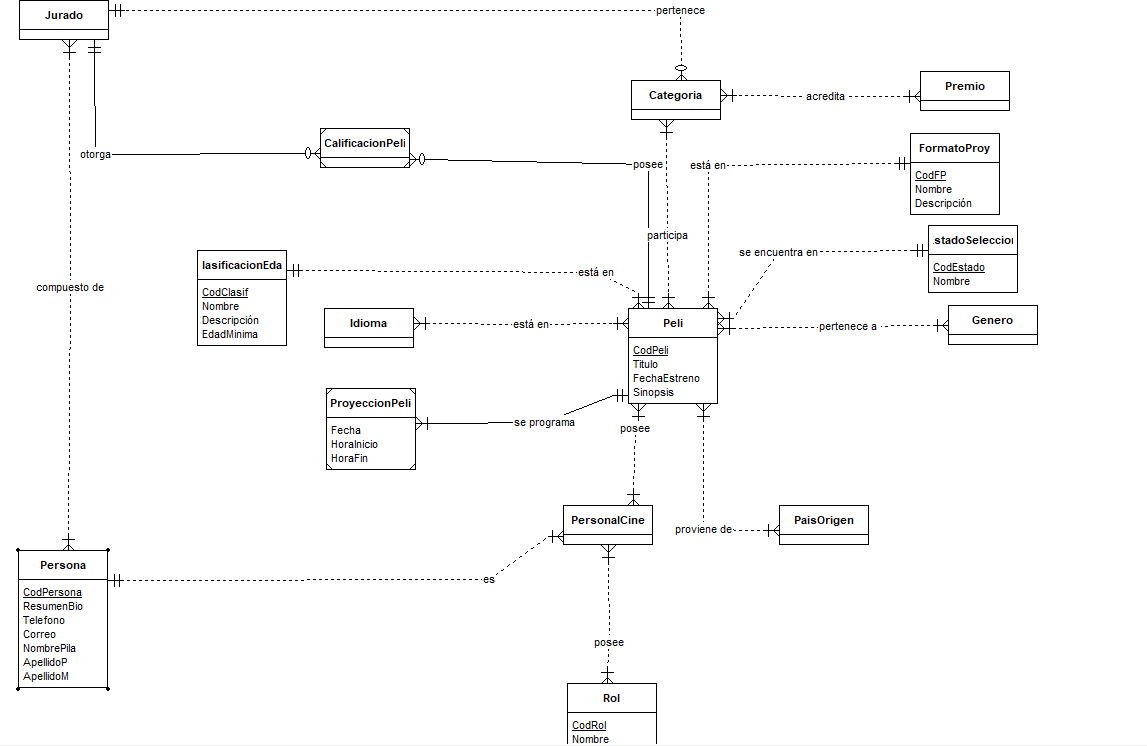 Jurado
pertenece
Categoria
acredita
Premio
CalificacionPeli
otorga
posee
está en
FormatoProy
CodFP
Nombre
Descripción
participa
se encuentra en
stadoSeleccion
CodEstado
Nombre
lasificacionEda
CodClasif
Nombre
Descripción
EdadMinima
está en
compuesto de
Idioma
está en
Peli
CodPeli
Titulo
FechaEstreno
Sinopsis
pertenece a
Genero
ProyeccionPeli
Fecha
HoraInicio
HoraFin
se programa
posee
PersonalCine
proviene de
PaisOrigen
Persona
CodPersona
ResumenBio
Telefono
Correo
NombrePila
ApellidoP
ApellidoM
es
posee
Rol
CodRol
Nombre